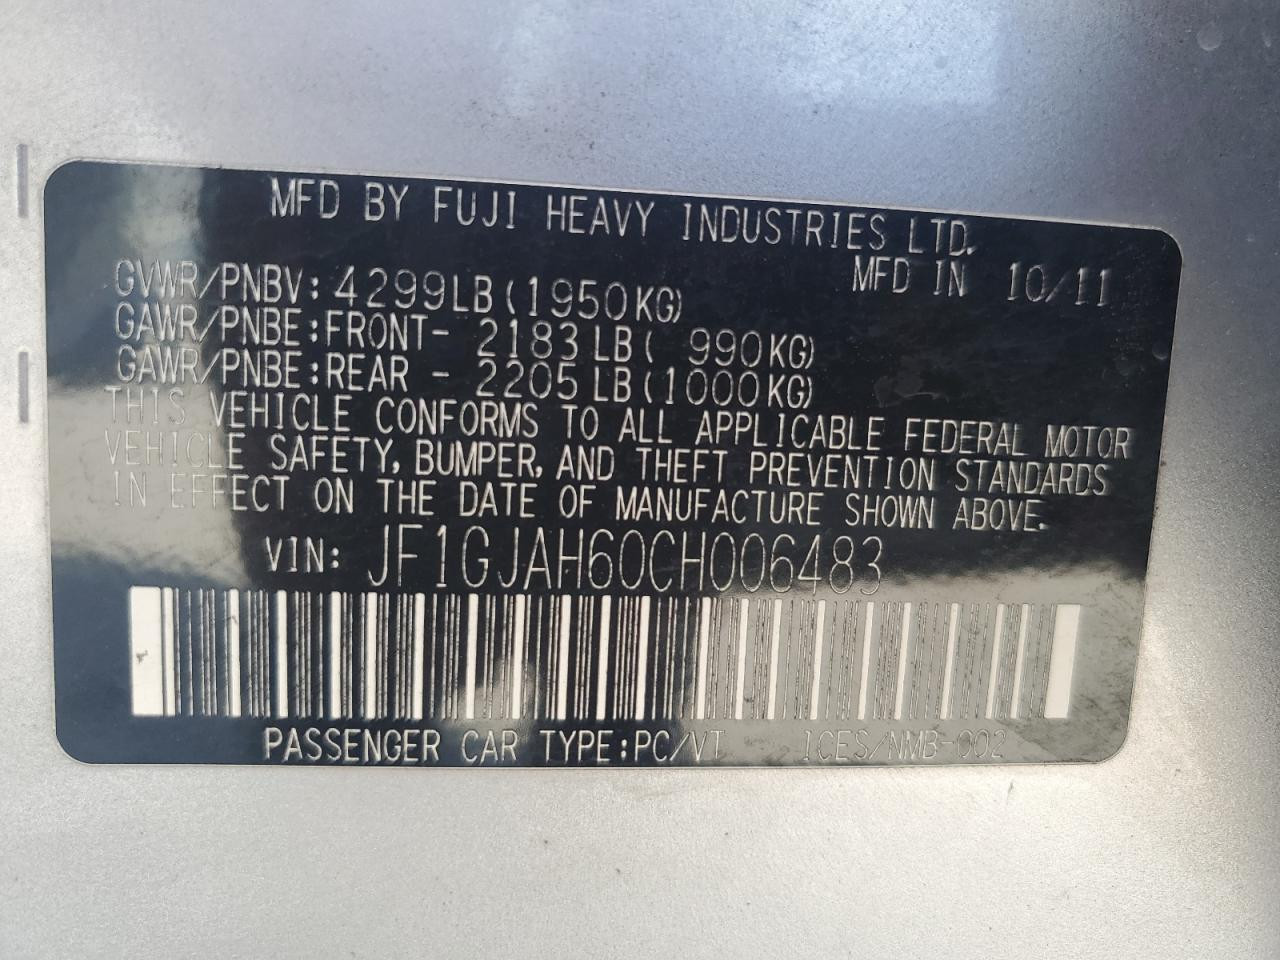 MFD BY FUJI HEAVY INDUSTRIES LTD.
MFD IN 10/11
GVWR/PNBV: 4299LB(1950KG)
GAWR/PNBE:FRONT- 2183LB( 990KG)
GAWR/PNBE:REAR - 2205LB(1000KG)
THIS VEHICLE CONFORMS TO ALL APPLICABLE FEDERAL MOTOR
VEHICLE SAFETY, BUMPER, AND THEFT PREVENTION STANDARDS
IN EFFECT ON THE DATE OF MANUFACTURE SHOWN ABOVE.
VIN: JF1GJAH60CH006483
PASSENGER CAR TYPE:PC/VT ICES/NMB-002